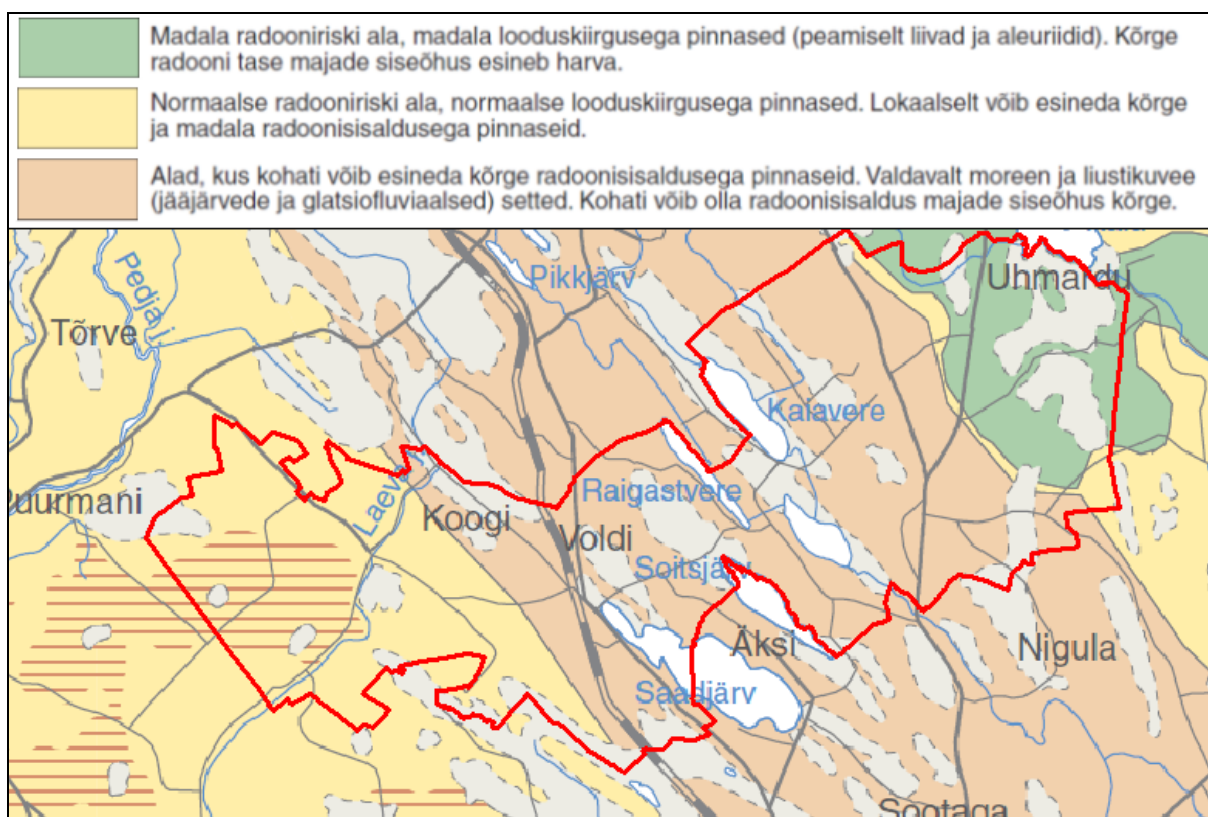 Madala radooniriski ala, madala looduskiirgusega pinnased (peamiselt liivad ja aleuriidid). Kõrge
radooni tase majade siseõhus esineb harva.
Normaalse radooniriski ala, normaalse looduskiirgusega pinnased. Lokaalselt võib esineda kõrge
ja madala radoonisisaldusega pinnaseid.
Alad, kus kohati võib esineda kõrge radoonisisaldusega pinnaseid. Valdavalt moreen ja liustikuvee
(jääjärvede ja glatsiofluviaalsed) setted. Kohati võib olla radoonisisaldus majade siseõhus kõrge.
Pedja j.
Pikkjärv
Uhmardu
Tõrve
Kaiavere
Raigastvere
Puurmani
Laeva j.
Koogi
Voldi
Soitsjärv
Äksi
Nigula
Saadjärv
Sootaga